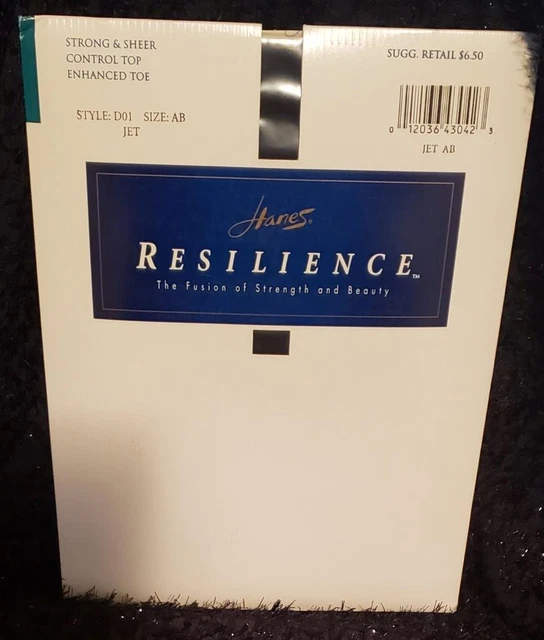 STRONG & SHEER
CONTROL TOP
ENHANCED TOE
STYLE: D01 SIZE: AB
JET
SUGG. RETAIL $6.50
0 12036 43042 3
JET AB
Hanes®
RESILIENCE™
The Fusion of Strength and Beauty